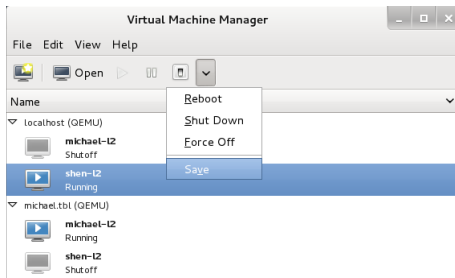 Virtual Machine Manager
File Edit View Help
Open
Name
Reboot
Shut Down
Force Off
Save
localhost (QEMU)
michael-l2
Shutoff
shen-l2
Running
michael.tbl (QEMU)
michael-l2
Running
shen-l2
Shutoff